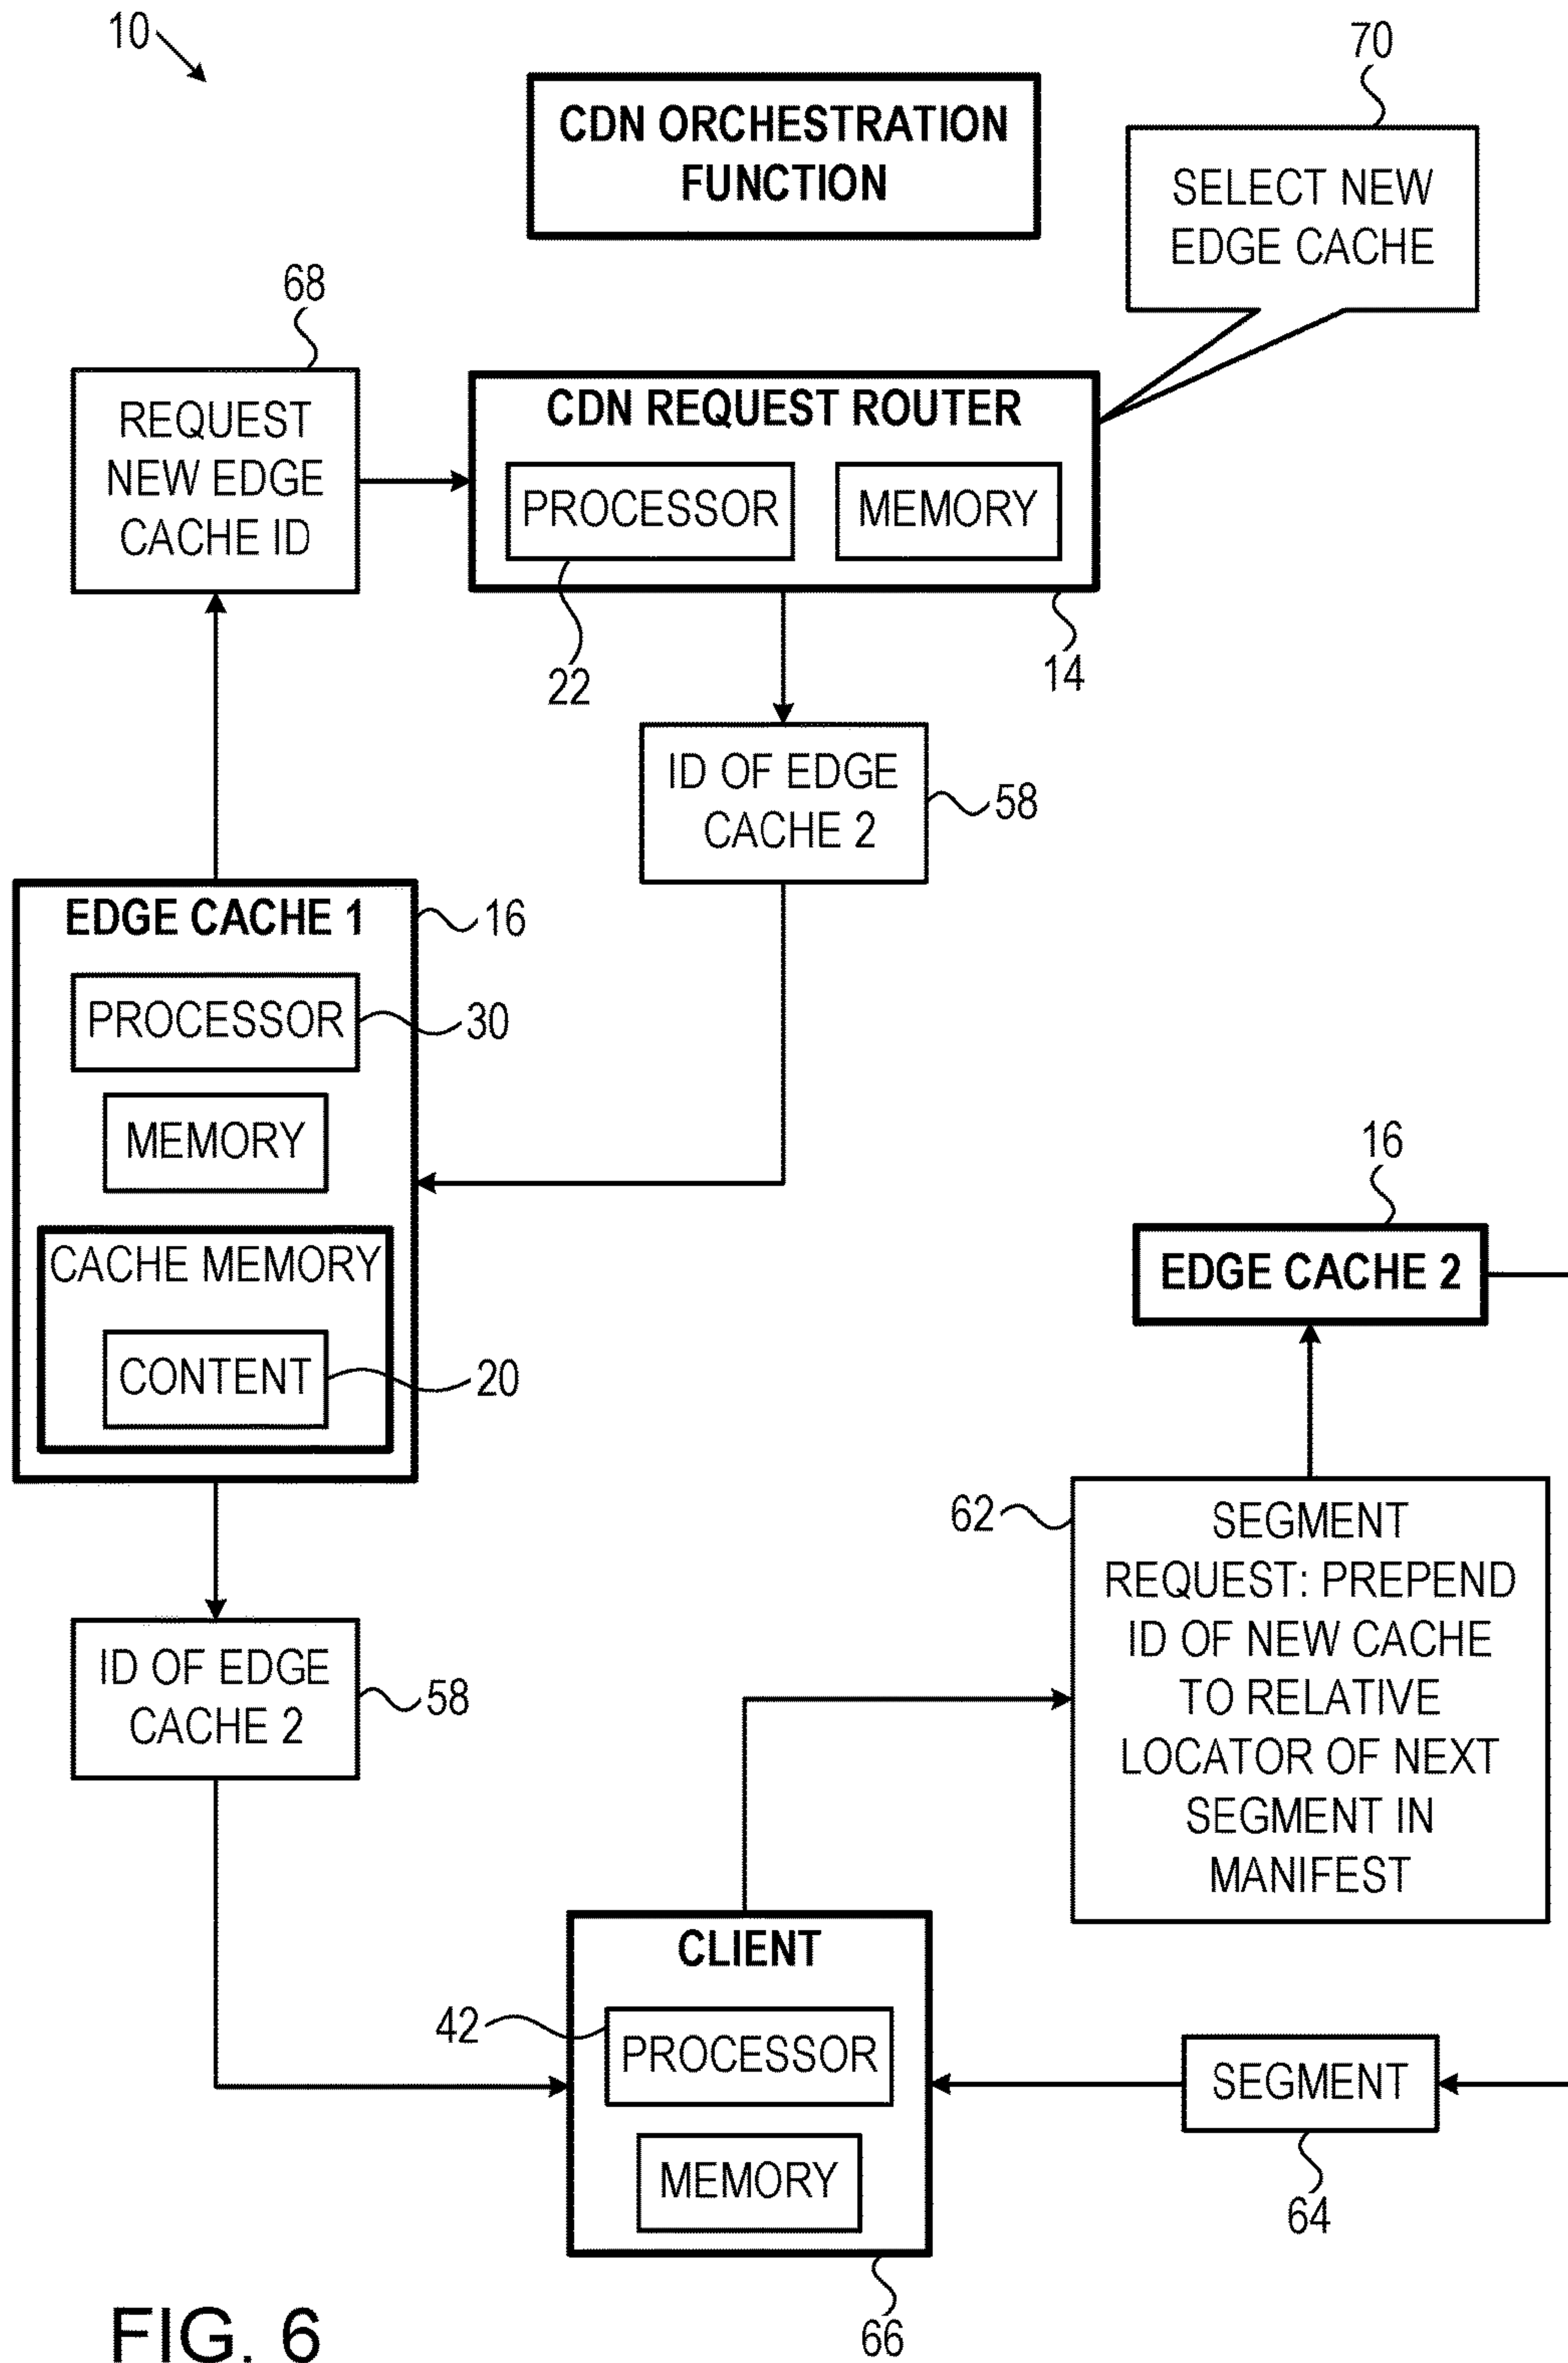 10
CDN ORCHESTRATION
FUNCTION
70
SELECT NEW
EDGE CACHE
68
REQUEST
NEW EDGE
CACHE ID
CDN REQUEST ROUTER
PROCESSOR
MEMORY
22
14
ID OF EDGE
CACHE 2
58
EDGE CACHE 1
16
PROCESSOR
30
MEMORY
CACHE MEMORY
CONTENT
20
16
EDGE CACHE 2
62
SEGMENT
REQUEST: PREPEND
ID OF NEW CACHE
TO RELATIVE
LOCATOR OF NEXT
SEGMENT IN
MANIFEST
ID OF EDGE
CACHE 2
58
CLIENT
42
PROCESSOR
MEMORY
66
SEGMENT
64
FIG. 6